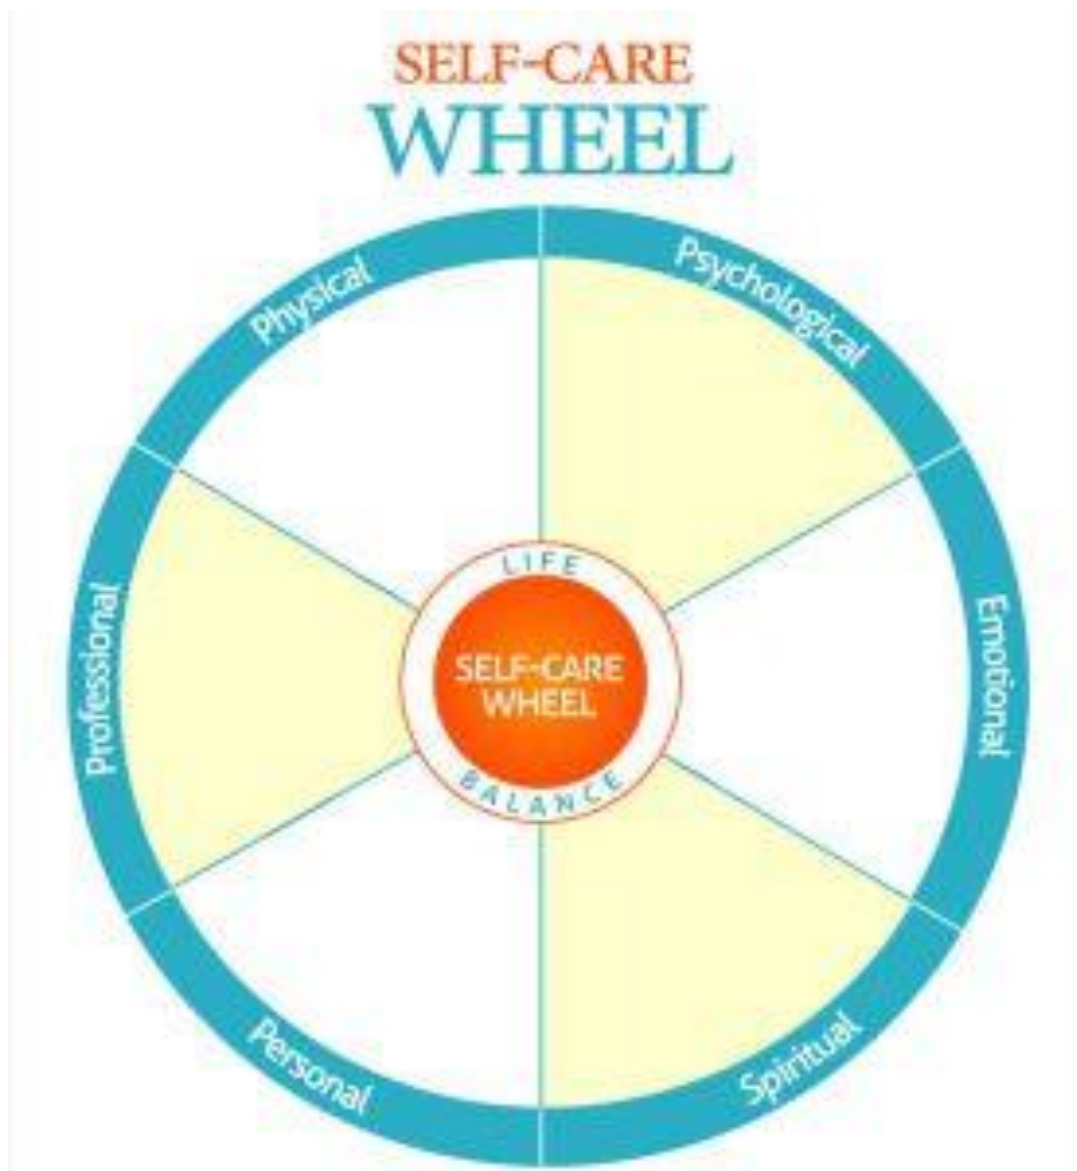 SELF-CARE
WHEEL
Physical
Psychological
Professional
LIFE
SELF-CARE
WHEEL
BALANCE
Emotional
Personal
Spiritual